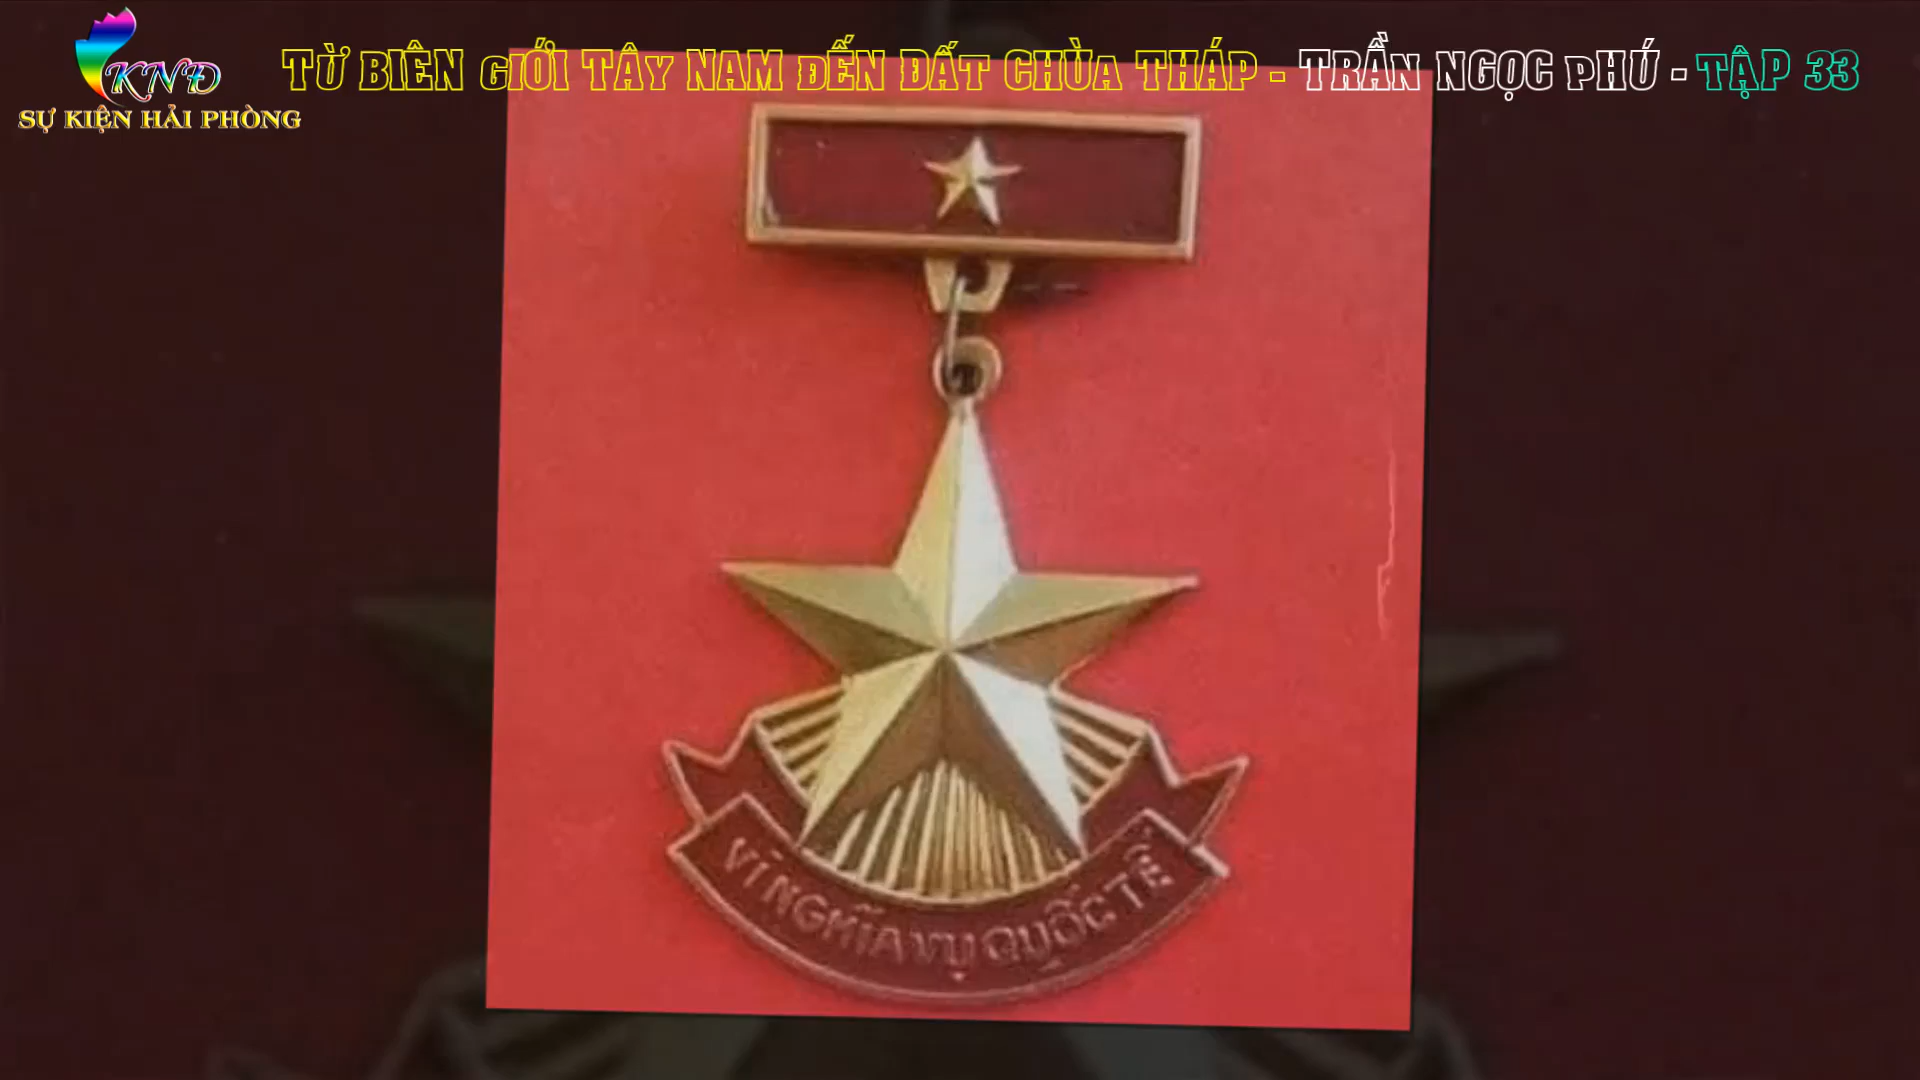 TỪ BIÊN GIỚI TÂY NAM ĐẾN ĐẤT CHÙA THÁP - TRẦN NGỌC PHÚ - TẬP 33
KNĐ
SỰ KIỆN HẢI PHÒNG
VÌ NGHĨA VỤ QUỐC TẾ